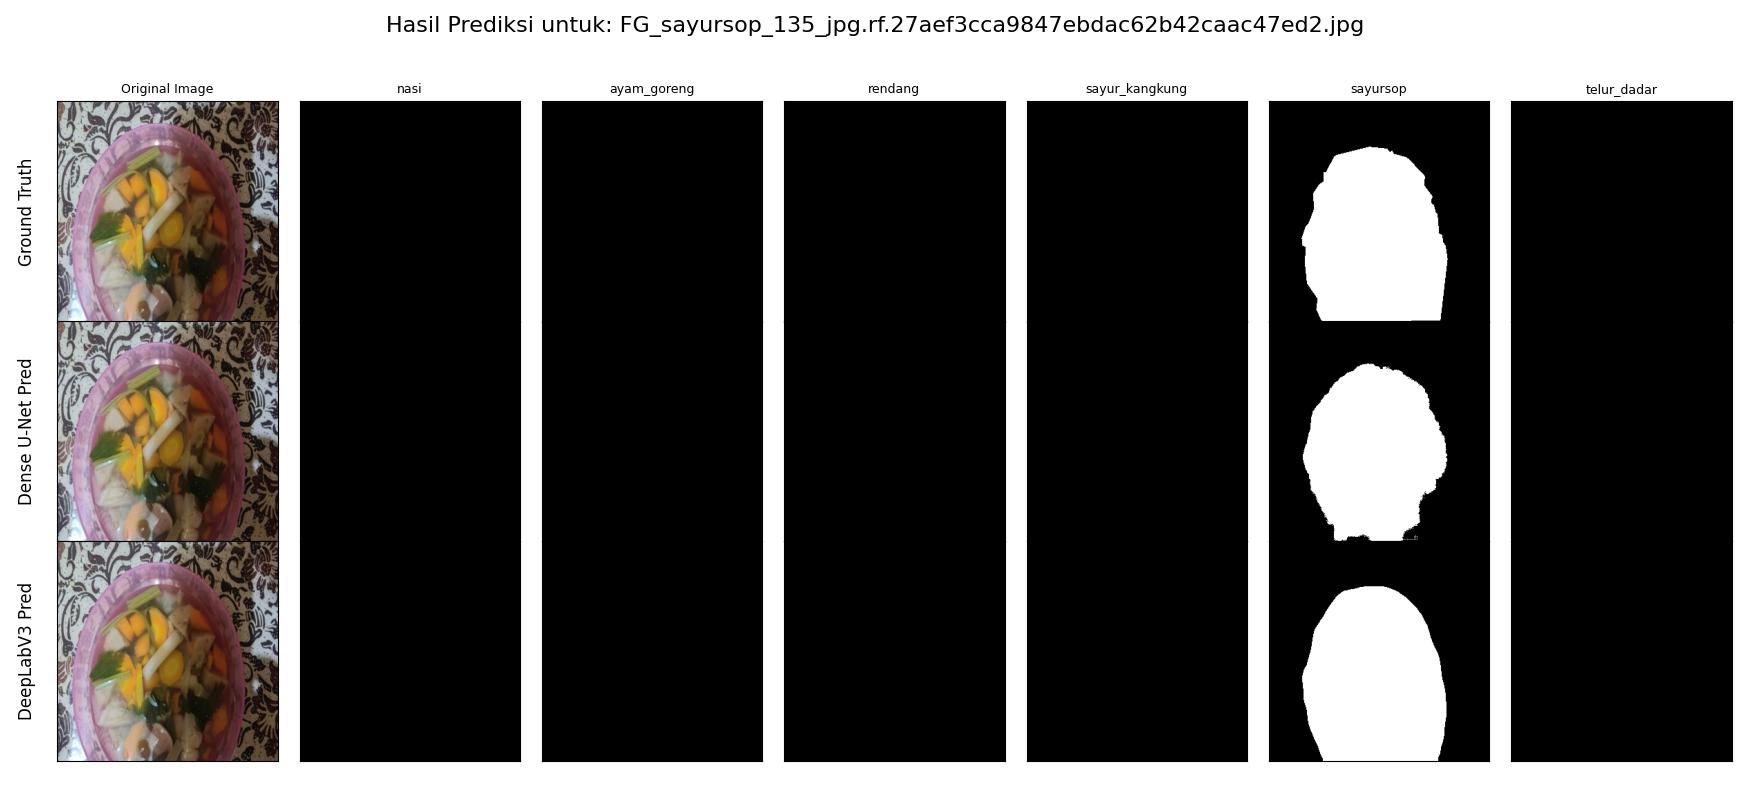 Hasil Prediksi untuk: FG_sayursop_135_jpg.rf.27aef3cca9847ebdac62b42caac47ed2.jpg
Original Image
nasi
ayam_goreng
rendang
sayur_kangkung
sayursop
telur_dadar
Ground Truth
Dense U-Net Pred
DeepLabV3 Pred